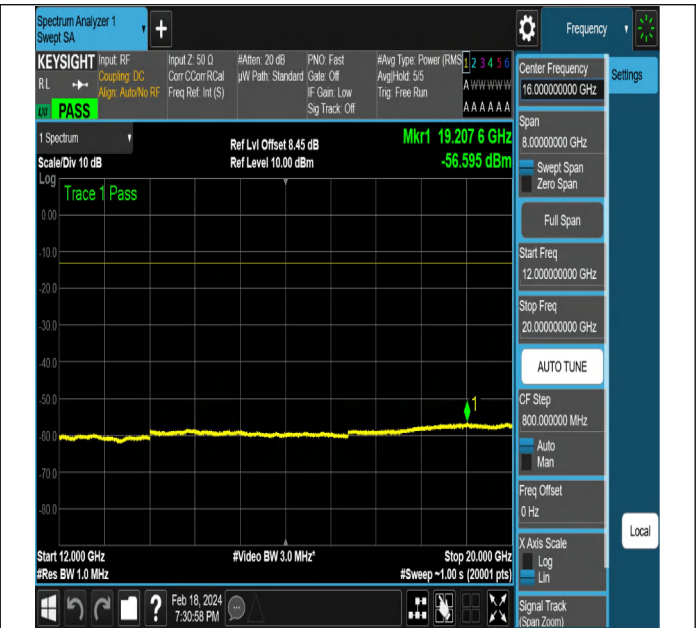 Spectrum Analyzer 1
Swept SA
Frequency
KEYSIGHT
RL
PASS
Input: RF
Coupling: DC
Align: Auto/No RF
Input Z: 50 Ω
Corr CCorr RCal
Freq Ref: Int (S)
#Atten: 20 dB
µW Path: Standard
PNO: Fast
Gate: Off
IF Gain: Low
Sig Track: Off
#Avg Type: Power (RMS
Avg|Hold: 5/5
Trig: Free Run
1 2 3 4 5 6
A W W W W W
A A A A A A
1 Spectrum
Scale/Div 10 dB
Ref Lvl Offset 8.45 dB
Ref Level 10.00 dBm
Mkr1 19.207 6 GHz
-56.595 dBm
Log
Trace 1 Pass
0.00
-10.0
-20.0
-30.0
-40.0
-50.0
-60.0
-70.0
-80.0
1
Start 12.000 GHz
#Res BW 1.0 MHz
#Video BW 3.0 MHz*
Stop 20.000 GHz
#Sweep ~1.00 s (20001 pts)
Feb 18, 2024
7:30:58 PM
Center Frequency
16.000000000 GHz
Span
8.00000000 GHz
Swept Span
Zero Span
Full Span
Start Freq
12.000000000 GHz
Stop Freq
20.000000000 GHz
AUTO TUNE
CF Step
800.000000 MHz
Auto
Man
Freq Offset
0 Hz
X Axis Scale
Log
Lin
Signal Track
(Span Zoom)
Settings
Local